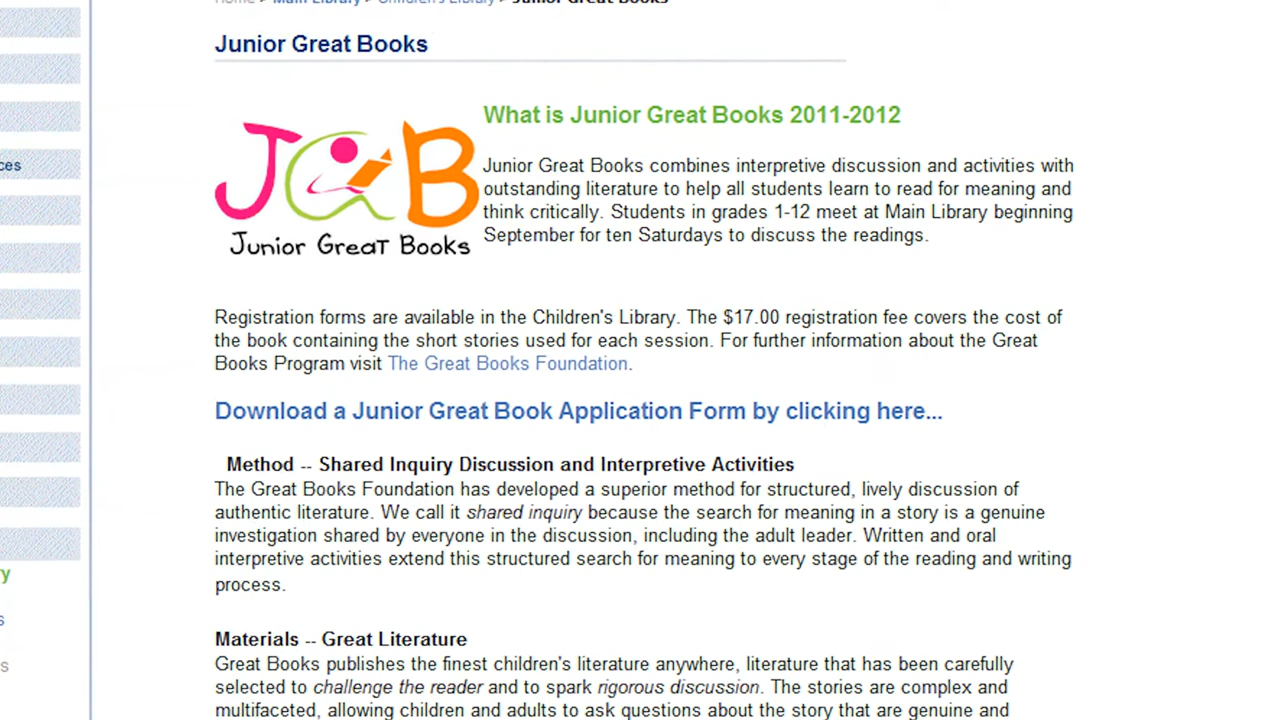 Home > Main Library > Children's Library > Junior Great Books
Junior Great Books
What is Junior Great Books 2011-2012
JGB
Junior Great Books
Junior Great Books combines interpretive discussion and activities with
outstanding literature to help all students learn to read for meaning and
think critically. Students in grades 1-12 meet at Main Library beginning
September for ten Saturdays to discuss the readings.
Registration forms are available in the Children's Library. The $17.00 registration fee covers the cost of
the book containing the short stories used for each session. For further information about the Great
Books Program visit The Great Books Foundation.
Download a Junior Great Book Application Form by clicking here...
Method -- Shared Inquiry Discussion and Interpretive Activities
The Great Books Foundation has developed a superior method for structured, lively discussion of
authentic literature. We call it shared inquiry because the search for meaning in a story is a genuine
investigation shared by everyone in the discussion, including the adult leader. Written and oral
interpretive activities extend this structured search for meaning to every stage of the reading and writing
process.
Materials -- Great Literature
Great Books publishes the finest children's literature anywhere, literature that has been carefully
selected to challenge the reader and to spark rigorous discussion. The stories are complex and
multifaceted, allowing children and adults to ask questions about the story that are genuine and